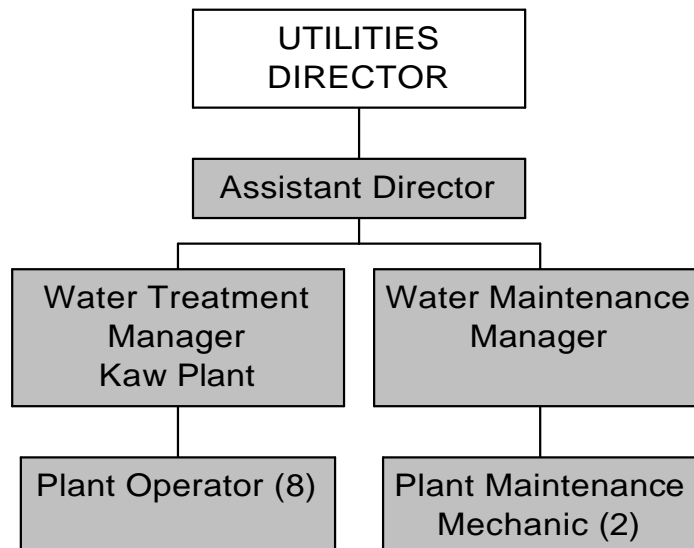 UTILITIES
DIRECTOR
Assistant Director
Water Treatment
Manager
Kaw Plant
Water Maintenance
Manager
Plant Operator (8)
Plant Maintenance
Mechanic (2)